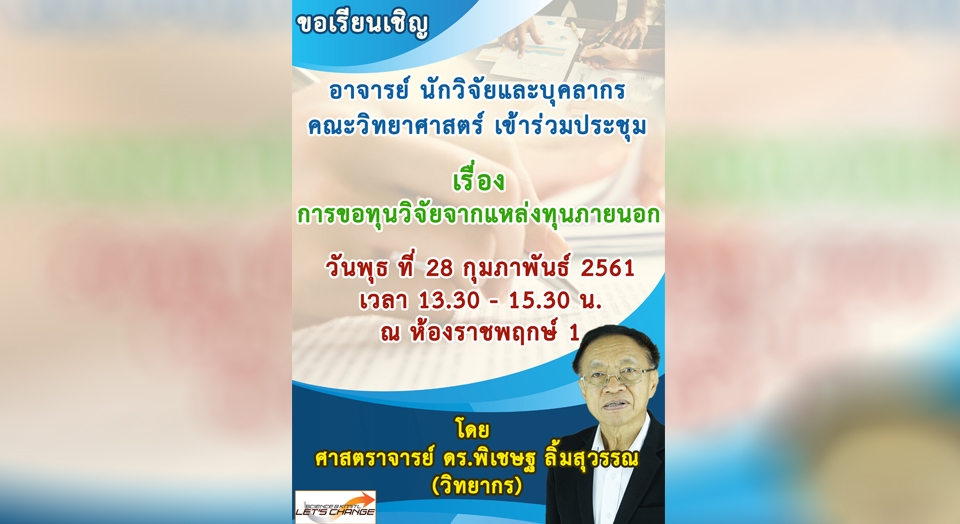 ขอเรียนเชิญ
อาจารย์ นักวิจัยและบุคลากร
คณะวิทยาศาสตร์ เข้าร่วมประชุม
เรื่อง
การขอทุนวิจัยจากแหล่งทุนภายนอก
วันพุธ ที่ 28 กุมภาพันธ์ 2561
เวลา 13.30 - 15.30 น.
ณ ห้องราชพฤกษ์ 1
โดย
ศาสตราจารย์ ดร.พิเชษฐ ลิ้มสุวรรณ
(วิทยากร)
SCIENCE KMITL
LET'S CHANGE